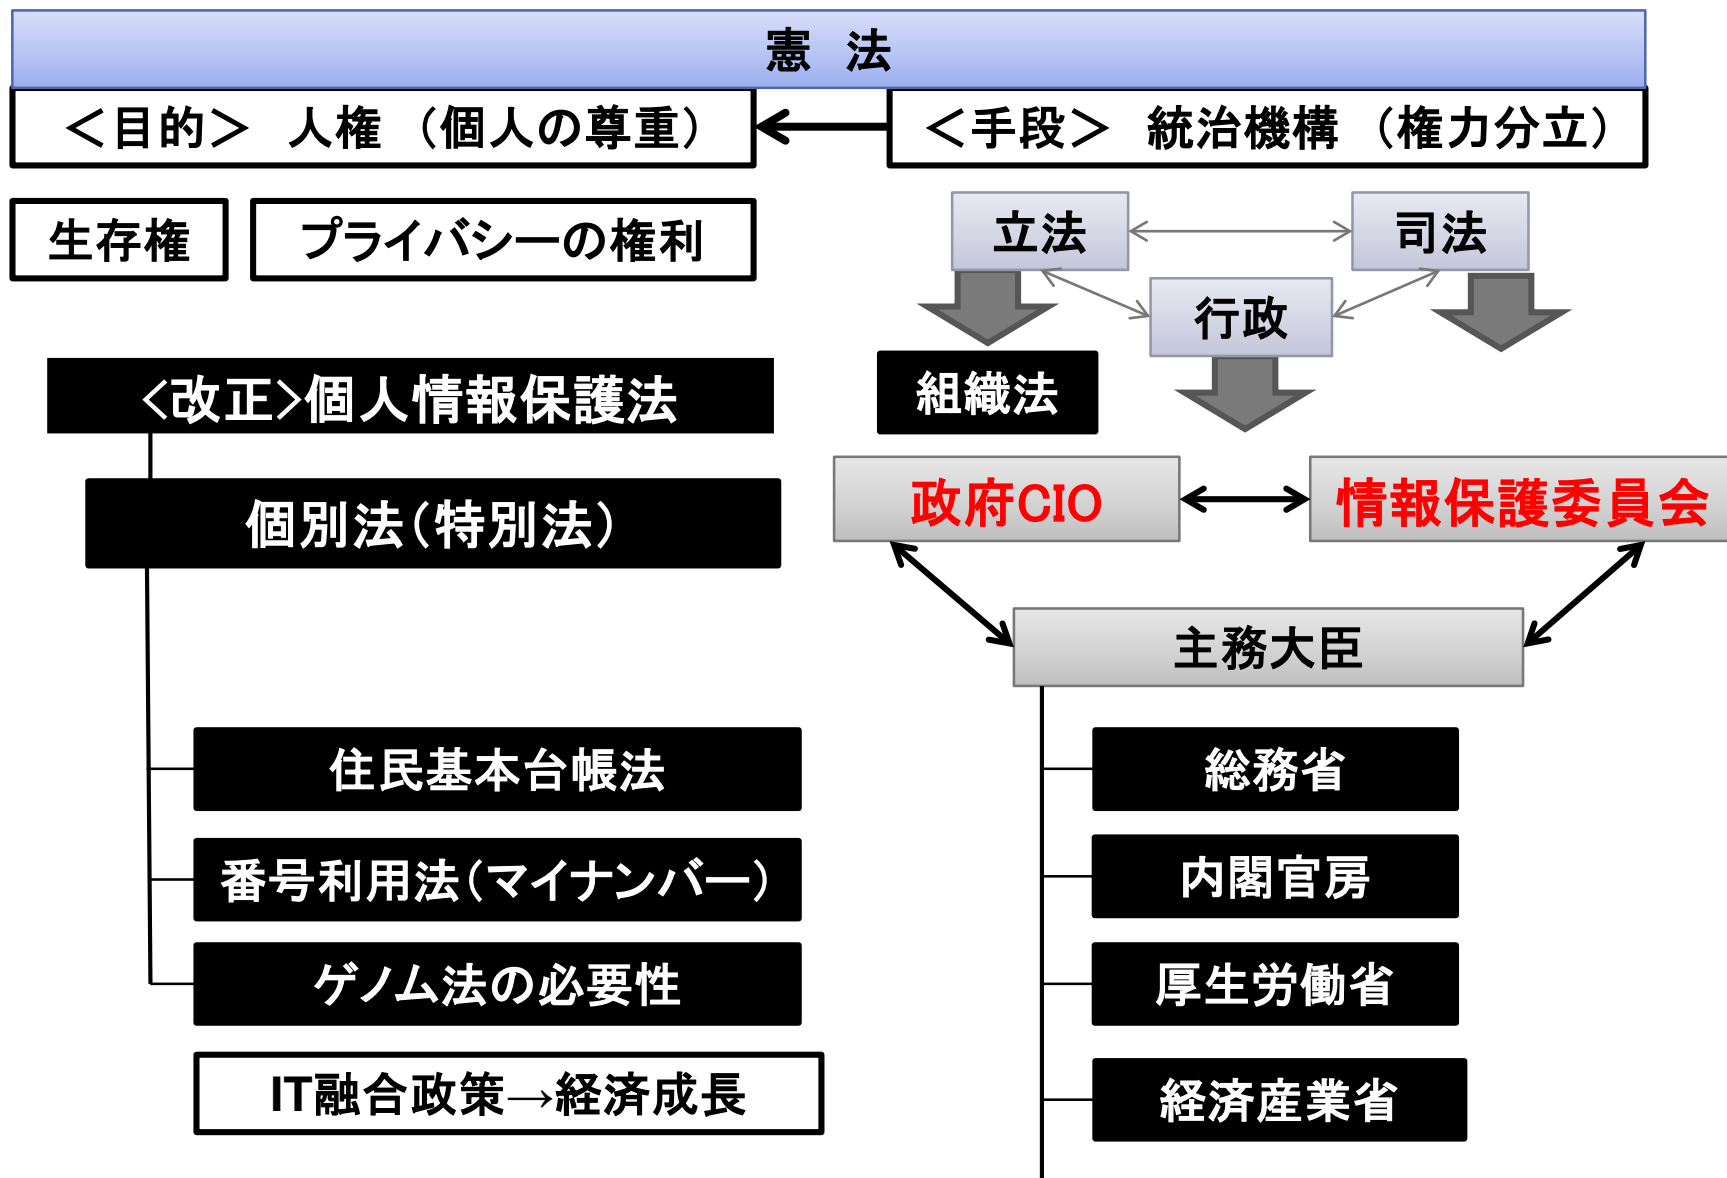 憲　法
＜目的＞　人権 （個人の尊重）
＜手段＞　統治機構 （権力分立）
生存権
プライバシーの権利
立法
司法
行政
<改正>個人情報保護法
組織法
個別法（特別法）
政府CIO
情報保護委員会
主務大臣
住民基本台帳法
総務省
番号利用法（マイナンバー）
内閣官房
ゲノム法の必要性
厚生労働省
IT融合政策→経済成長
経済産業省